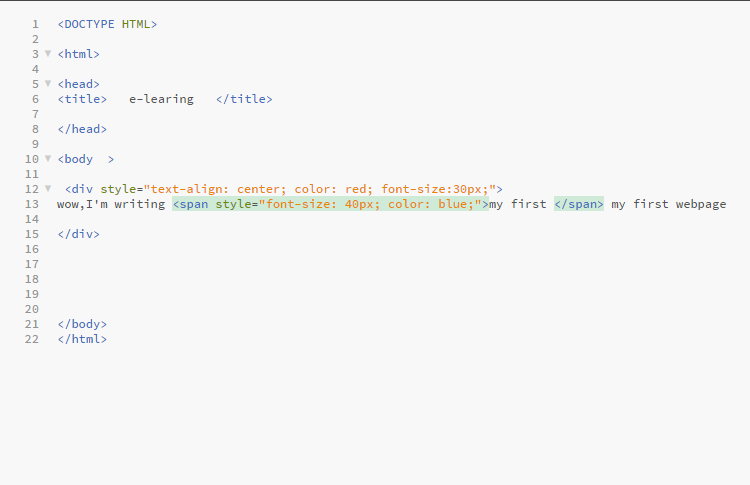 1 <DOCTYPE HTML>
2
3 <html>
4
5 <head>
6 <title>   e-learing   </title>
7
8 </head>
9
10 <body  >
11
12  <div style="text-align: center; color: red; font-size:30px;">
13 wow,I'm writing <span style="font-size: 40px; color: blue;">my first </span> my first webpage
14
15 </div>
16
17
18
19
20
21 </body>
22 </html>